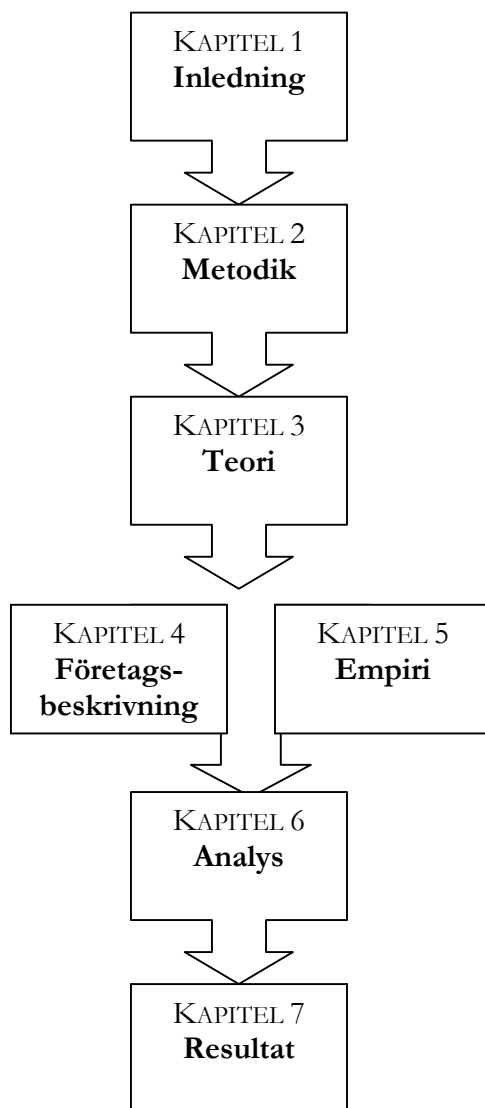 KAPITEL 1
Inledning
KAPITEL 2
Metodik
KAPITEL 3
Teori
KAPITEL 4
Företags-
beskrivning
KAPITEL 5
Empiri
KAPITEL 6
Analys
KAPITEL 7
Resultat